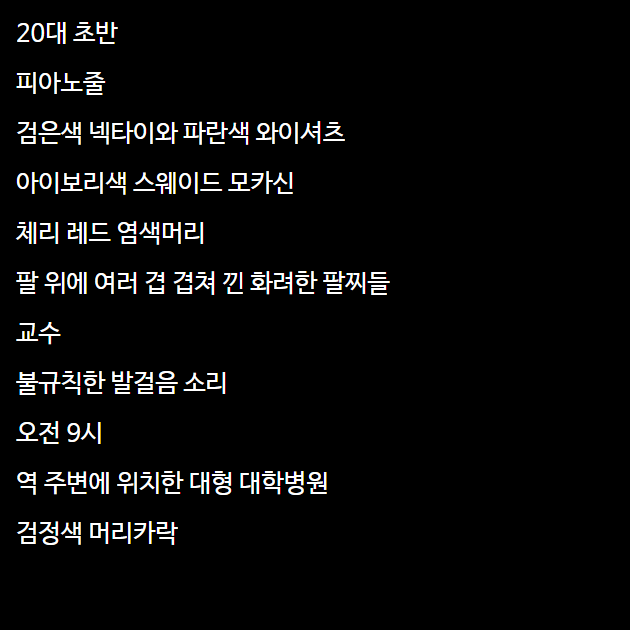 20대 초반
피아노줄
검은색 넥타이와 파란색 와이셔츠
아이보리색 스웨이드 모카신
체리 레드 염색머리
팔 위에 여러 겹 겹쳐 낀 화려한 팔찌들
교수
불규칙한 발걸음 소리
오전 9시
역 주변에 위치한 대형 대학병원
검정색 머리카락